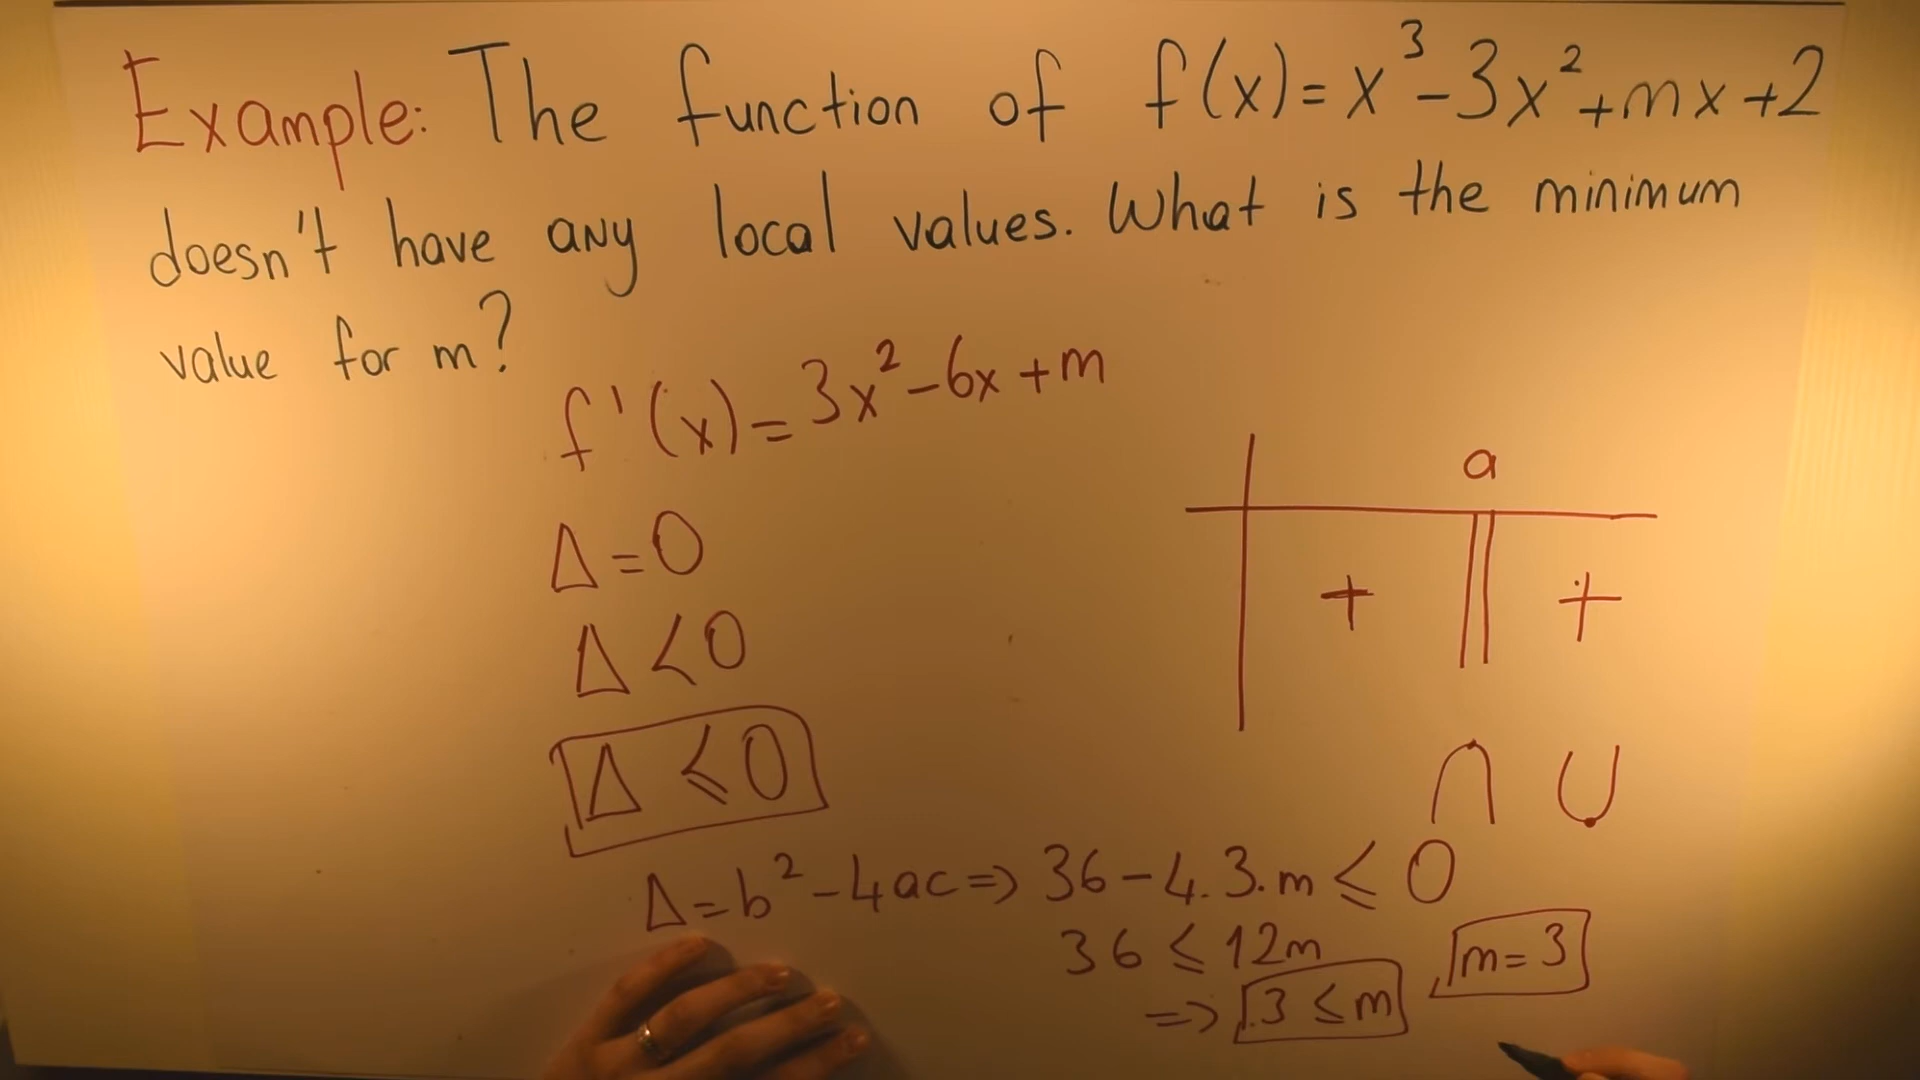 Example: The function of f(x)=x³-3x²+mx+2
doesn't have any local values. What is the minimum
value for m?
f'(x)=3x²-6x+m
a
Δ=0
+ +
Δ<0
Δ≤0
Δ=b²-4ac=>36-4.3.m≤0
36≤12m
m=3
=>3≤m